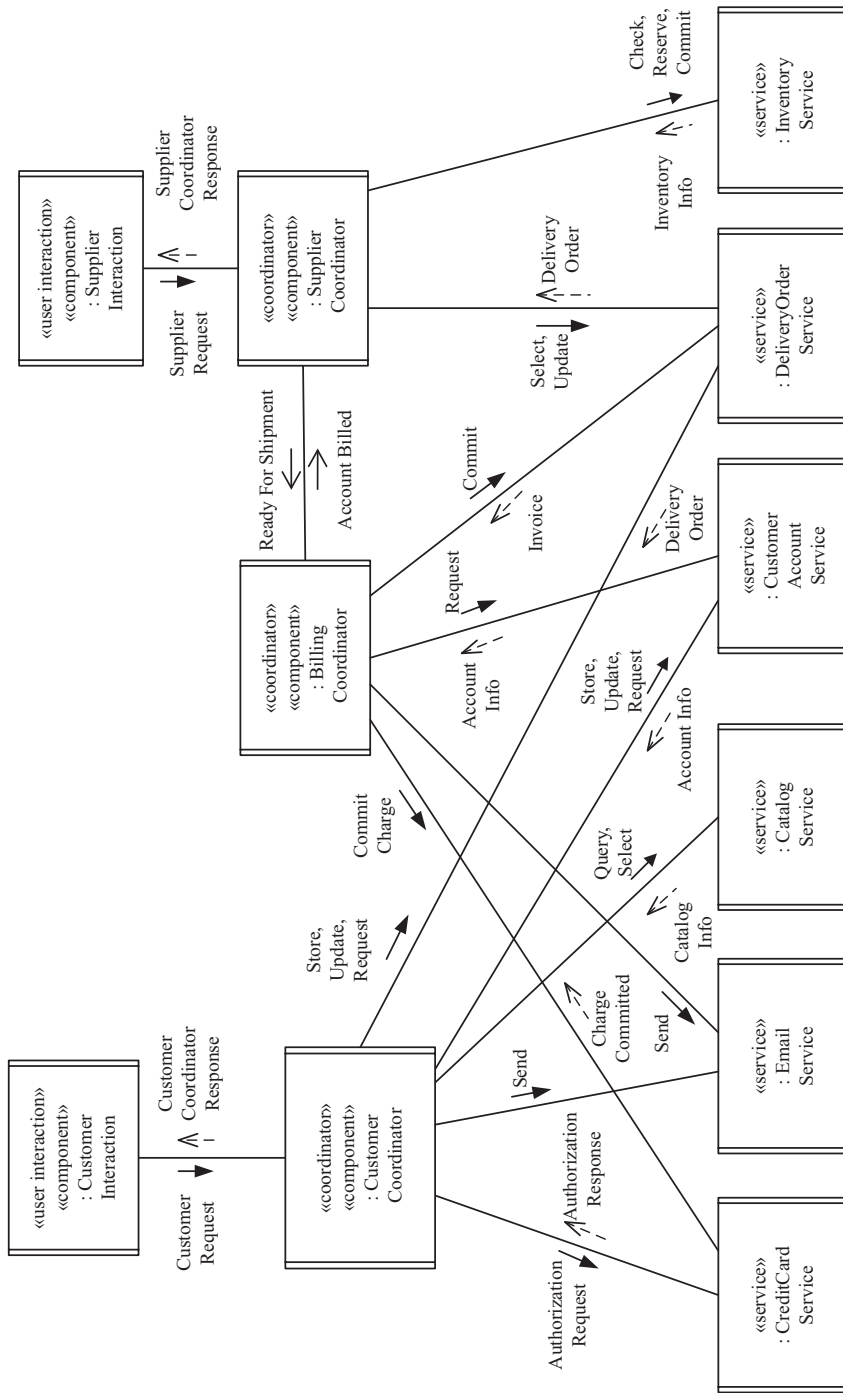 «user interaction»
«component»
: Customer
Interaction
Customer
Request
Customer
Coordinator
Response
«user interaction»
«component»
: Supplier
Interaction
Supplier
Request
Supplier
Coordinator
Response
«coordinator»
«component»
: Customer
Coordinator
«coordinator»
«component»
: Billing
Coordinator
Ready For Shipment
Account Billed
«coordinator»
«component»
: Supplier
Coordinator
Store,
Update,
Request
Commit
Charge
Account
Info
Request
Commit
Invoice
Select,
Update
Delivery
Order
Inventory
Info
Check,
Reserve,
Commit
Authorization
Request
Authorization
Response
Send
Charge
Committed
Send
Query,
Select
Catalog
Info
Store,
Update,
Request
Account Info
Delivery
Order
«service»
: CreditCard
Service
«service»
: Email
Service
«service»
: Catalog
Service
«service»
: Customer
Account
Service
«service»
: DeliveryOrder
Service
«service»
: Inventory
Service